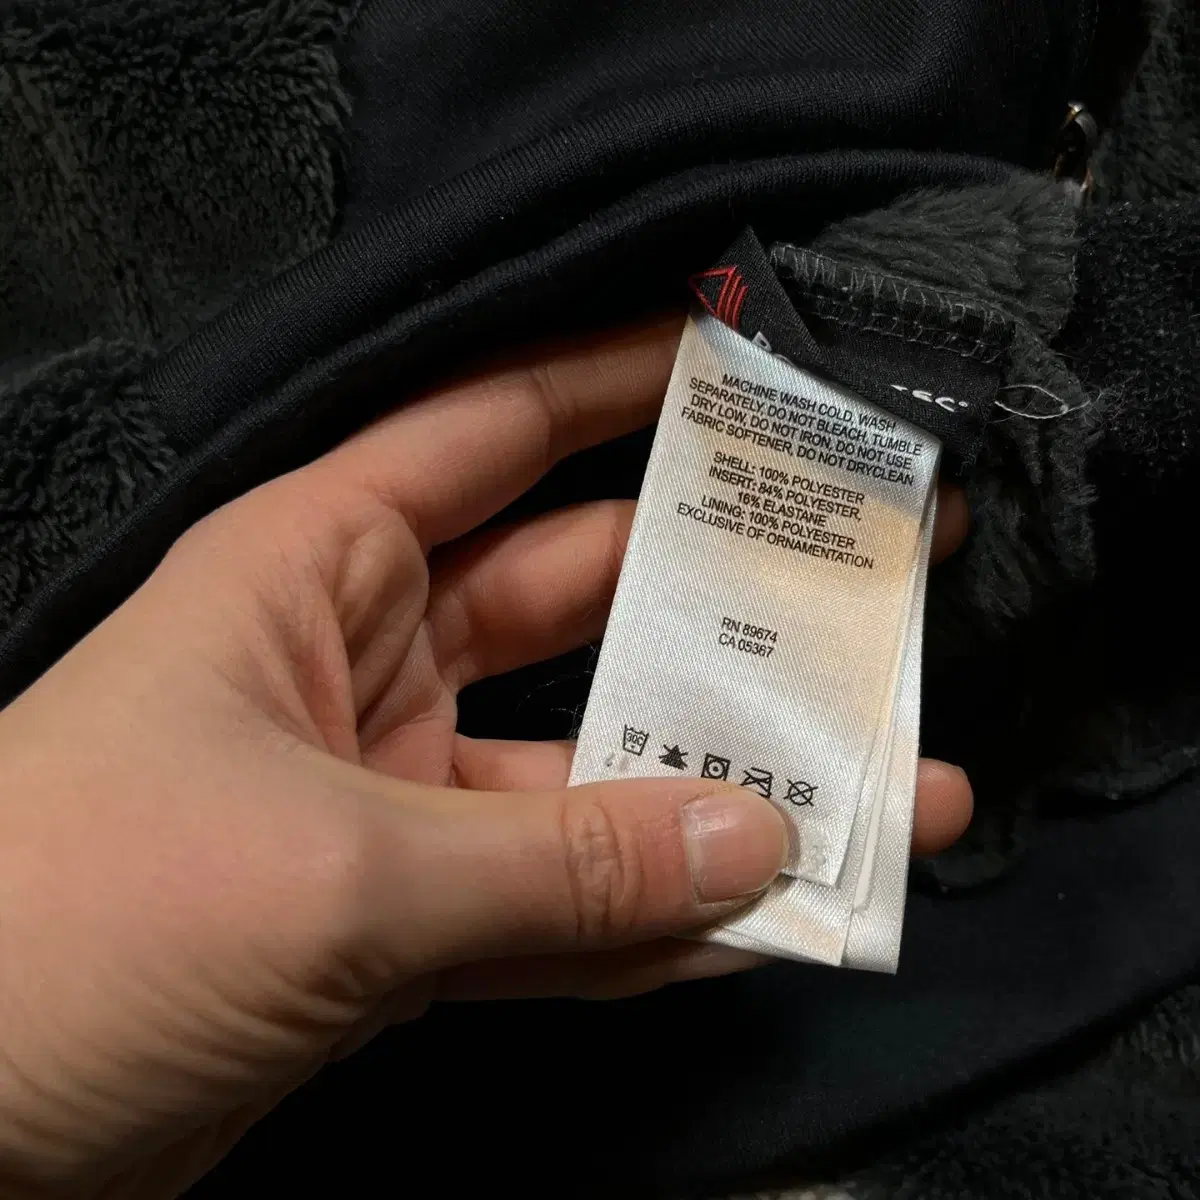 MACHINE WASH COLD, WASH
SEPARATELY, DO NOT BLEACH, TUMBLE
DRY LOW, DO NOT IRON, DO NOT USE
FABRIC SOFTENER, DO NOT DRYCLEAN
SHELL: 100% POLYESTER
INSERT: 84% POLYESTER,
16% ELASTANE
LINING: 100% POLYESTER
EXCLUSIVE OF ORNAMENTATION
RN 89674
CA 05367
30C